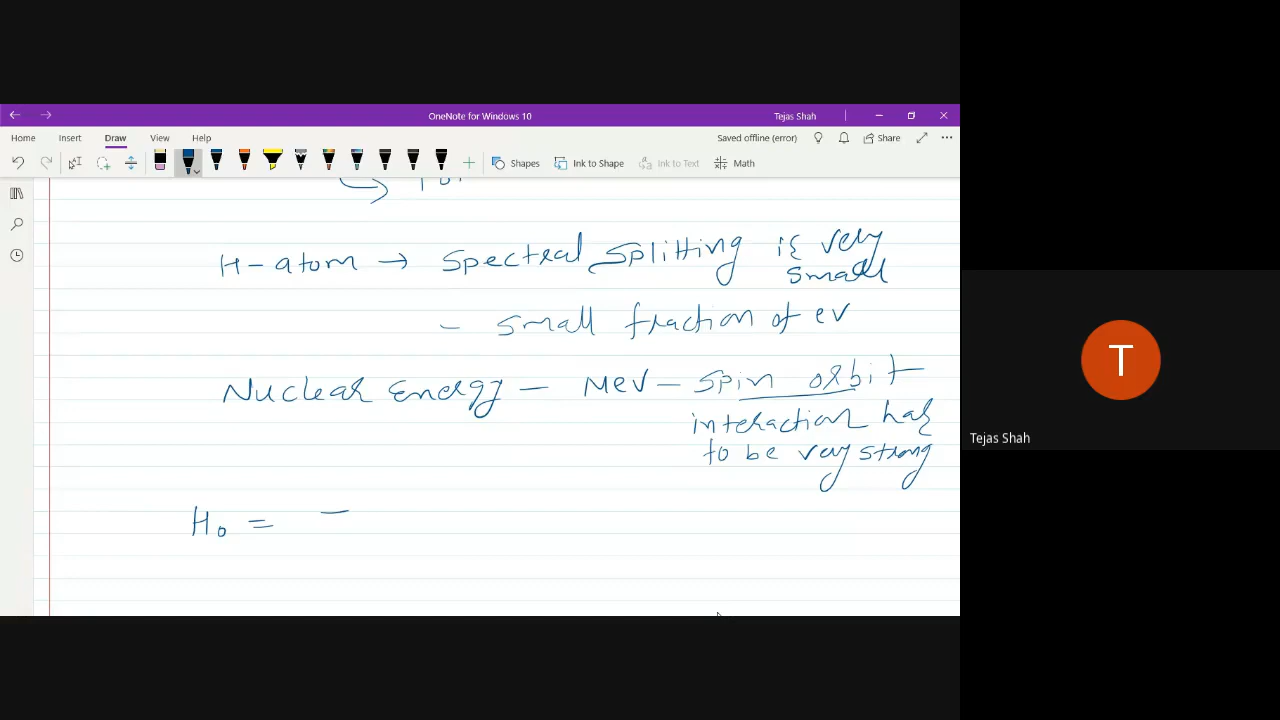 OneNote for Windows 10
Tejas Shah
Home Insert Draw View Help
Saved offline (error)
Share
Shapes
Ink to Shape
Ink to Text
Math
H-atom → Spectral Splitting is very
small
- small fraction of ev
Nuclear Energy - MeV - spin orbit
interaction has
to be very strong
H0 =
T
Tejas Shah